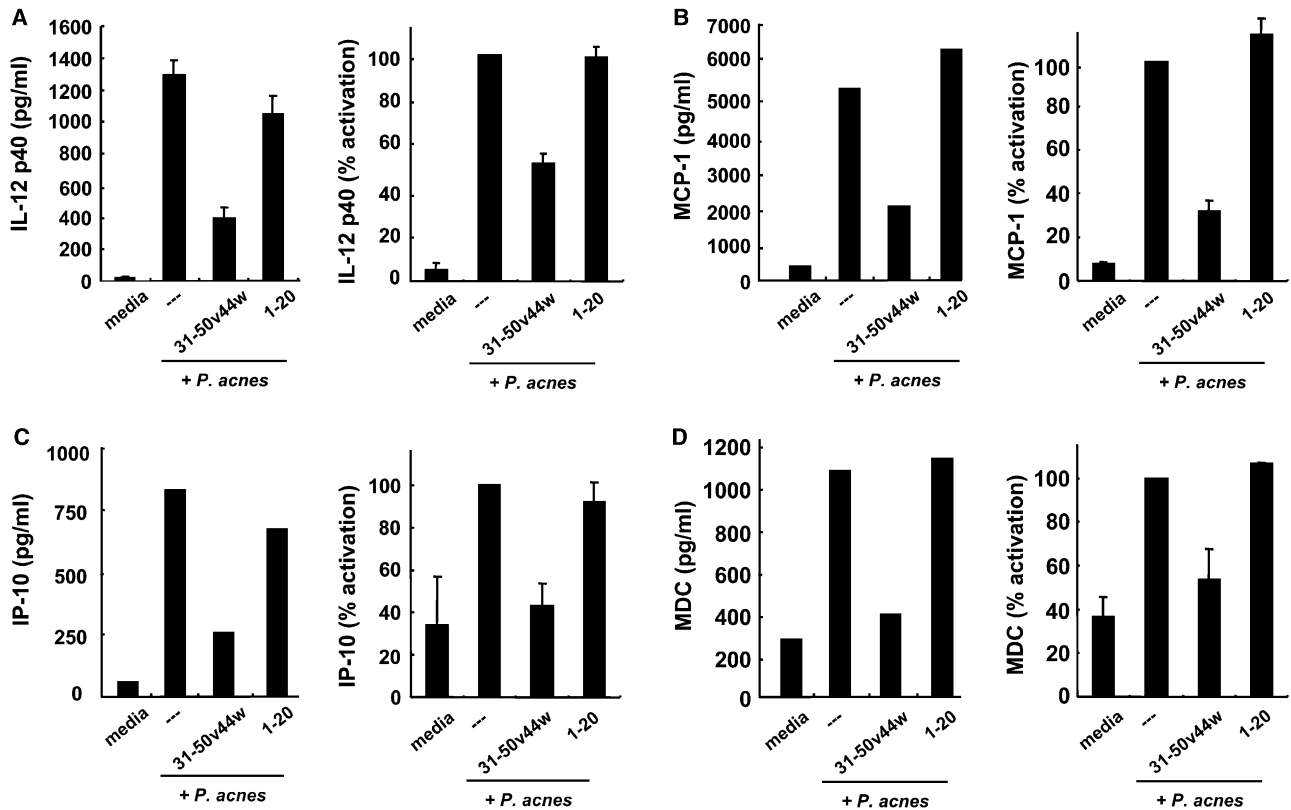 A
IL-12 p40 (pg/ml)
1600
1400
1200
1000
800
600
400
200
0
media
---
31-50v44w
1-20
+ P. acnes
IL-12 p40 (% activation)
100
80
60
40
20
0
media
---
31-50v44w
1-20
+ P. acnes
B
MCP-1 (pg/ml)
7000
6000
5000
4000
3000
2000
1000
0
media
---
31-50v44w
1-20
+ P. acnes
MCP-1 (% activation)
100
80
60
40
20
0
media
---
31-50v44w
1-20
+ P. acnes
C
IP-10 (pg/ml)
1000
750
500
250
0
media
---
31-50v44w
1-20
+ P. acnes
IP-10 (% activation)
100
80
60
40
20
0
media
---
31-50v44w
1-20
+ P. acnes
D
MDC (pg/ml)
1200
1000
800
600
400
200
0
media
---
31-50v44w
1-20
+ P. acnes
MDC (% activation)
100
80
60
40
20
0
media
---
31-50v44w
1-20
+ P. acnes